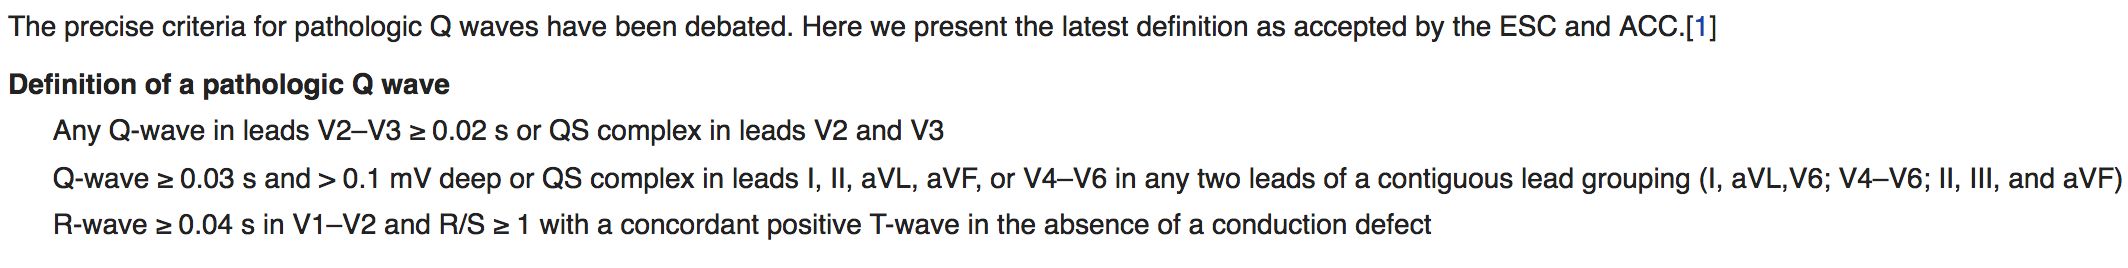 The precise criteria for pathologic Q waves have been debated. Here we present the latest definition as accepted by the ESC and ACC.[1]
Definition of a pathologic Q wave
Any Q-wave in leads V2–V3 ≥ 0.02 s or QS complex in leads V2 and V3
Q-wave ≥ 0.03 s and > 0.1 mV deep or QS complex in leads I, II, aVL, aVF, or V4–V6 in any two leads of a contiguous lead grouping (I, aVL,V6; V4–V6; II, III, and aVF)
R-wave ≥ 0.04 s in V1–V2 and R/S ≥ 1 with a concordant positive T-wave in the absence of a conduction defect